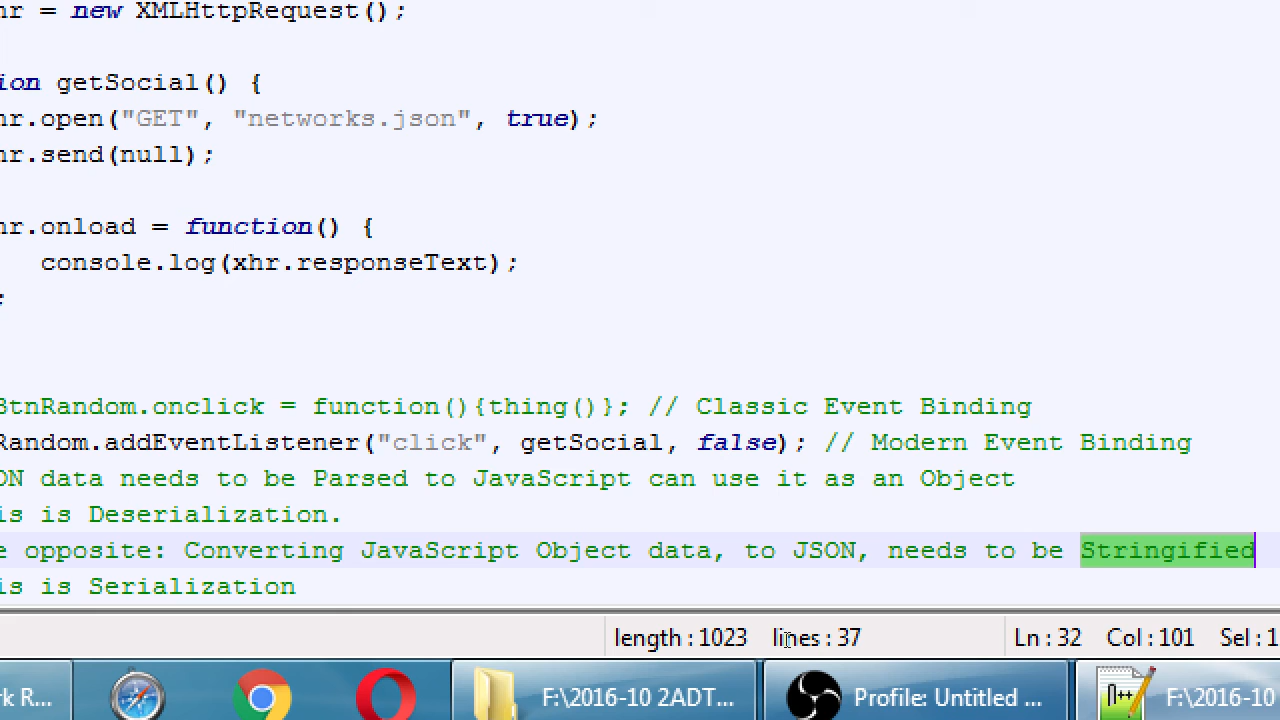 hr = new XMLHttpRequest();
ion getSocial() {
hr.open("GET", "networks.json", true);
hr.send(null);
hr.onload = function() {
console.log(xhr.responseText);
;
BtnRandom.onclick = function(){thing()}; // Classic Event Binding
Random.addEventListener("click", getSocial, false); // Modern Event Binding
ON data needs to be Parsed to JavaScript can use it as an Object
is is Deserialization.
e opposite: Converting JavaScript Object data, to JSON, needs to be Stringified
is is Serialization
length : 1023 lines : 37 Ln : 32 Col : 101 Sel : 1
rk R... F:\2016-10 2ADT... Profile: Untitled ... F:\2016-10